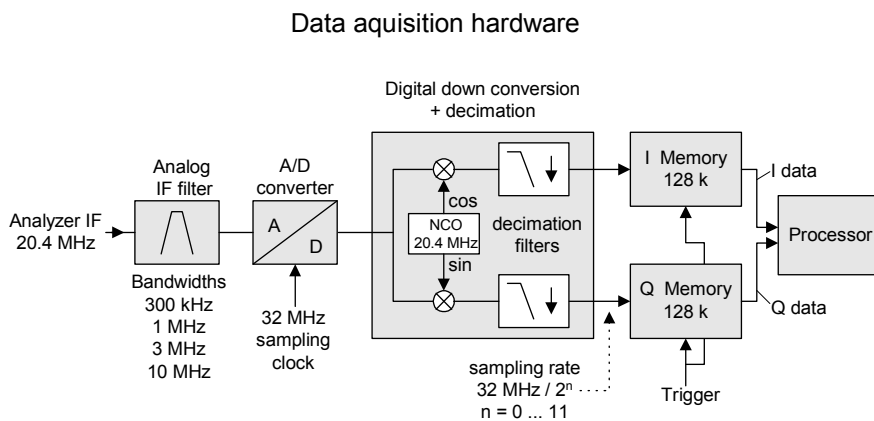 Data aquisition hardware
Digital down conversion
+ decimation
Analog
IF filter
A/D
converter
Analyzer IF
20.4 MHz
A
D
cos
NCO
20.4 MHz
sin
decimation
filters
I Memory
128 k
I data
Processor
Q Memory
128 k
Q data
Bandwidths
300 kHz
1 MHz
3 MHz
10 MHz
32 MHz
sampling
clock
sampling rate
32 MHz / 2ⁿ
n = 0 ... 11
Trigger